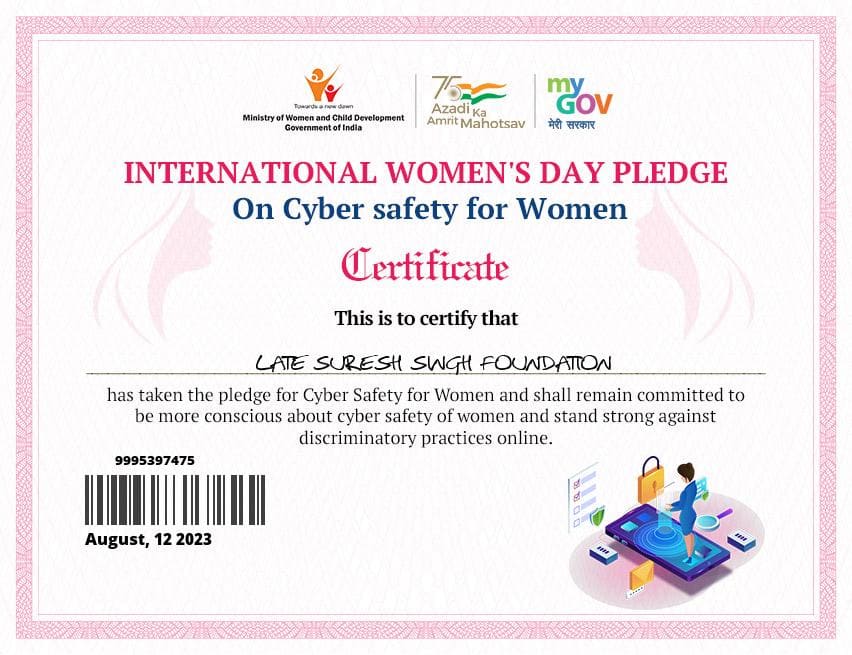 Towards a new dawn
Ministry of Women and Child Development
Government of India
75
Azadi Ka
Amrit Mahotsav
my
GOV
मेरी सरकार
INTERNATIONAL WOMEN'S DAY PLEDGE
On Cyber safety for Women
Certificate
This is to certify that
LATE SURESH SINGH FOUNDATION
has taken the pledge for Cyber Safety for Women and shall remain committed to
be more conscious about cyber safety of women and stand strong against
discriminatory practices online.
9995397475
August, 12 2023